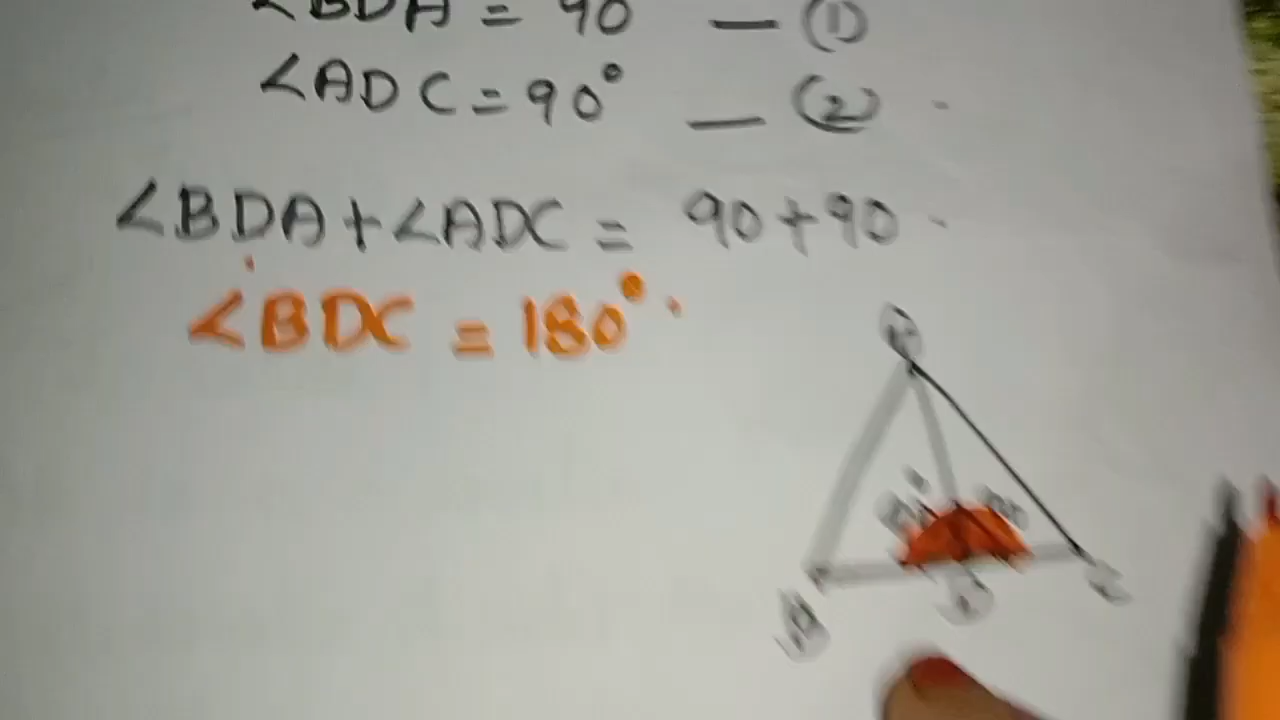 ∠BDA = 90 — (1)
∠ADC = 90° — (2)
∠BDA + ∠ADC = 90 + 90
∠BDC = 180°